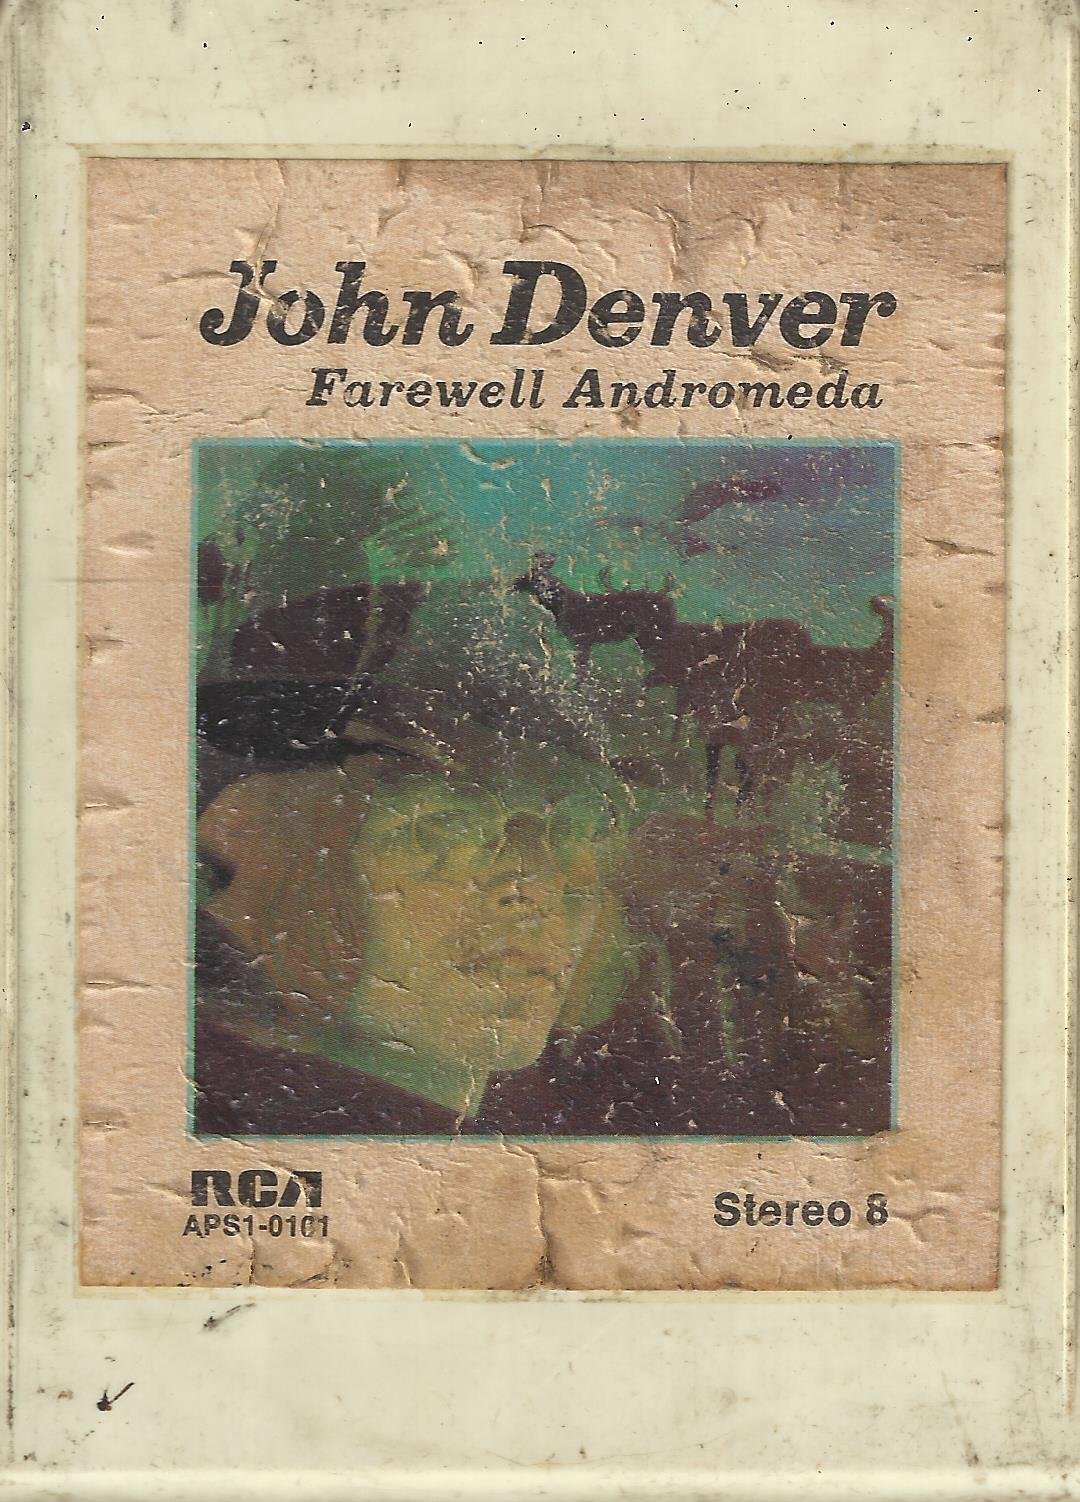 John Denver
Farewell Andromeda
RCA
APS1-0101
Stereo 8